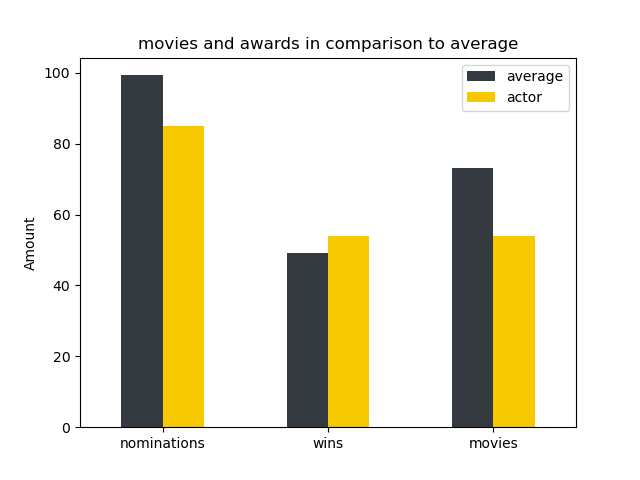 movies and awards in comparison to average
average
actor
Amount
100
80
60
40
20
0
nominations wins movies